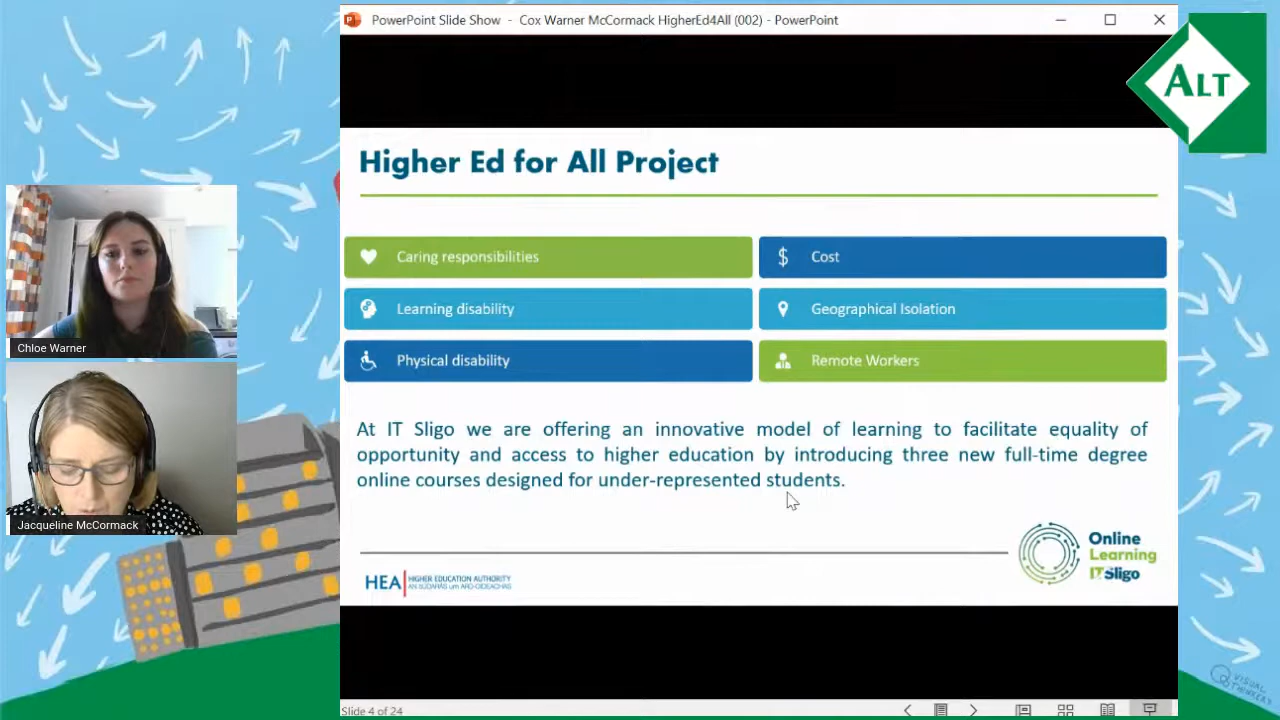 PowerPoint Slide Show - Cox Warner McCormack HigherEd4All (002) - PowerPoint
ALT
Higher Ed for All Project
Caring responsibilities
Cost
Learning disability
Geographical Isolation
Physical disability
Remote Workers
At IT Sligo we are offering an innovative model of learning to facilitate equality of
opportunity and access to higher education by introducing three new full-time degree
online courses designed for under-represented students.
Chloe Warner
Jacqueline McCormack
HEA HIGHER EDUCATION AUTHORITY
AN tÚDARÁS um ARD-OIDEACHAS
Online
Learning
IT Sligo
VISUAL
THINKERY
Slide 4 of 24